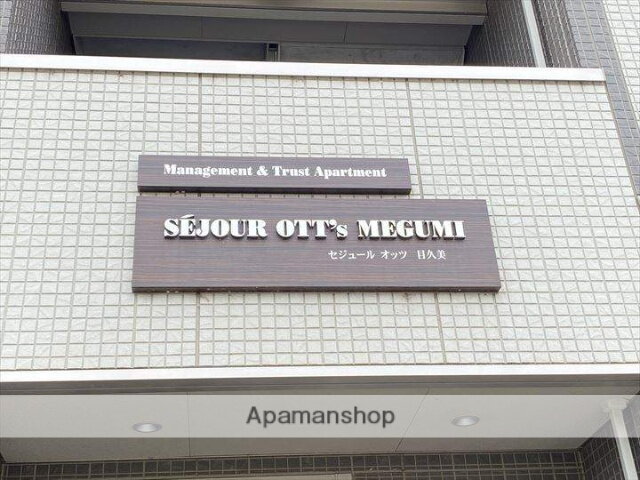 Management & Trust Apartment
SÉJOUR OTT's MEGUMI
セジュール オッツ 目久美
Apamanshop